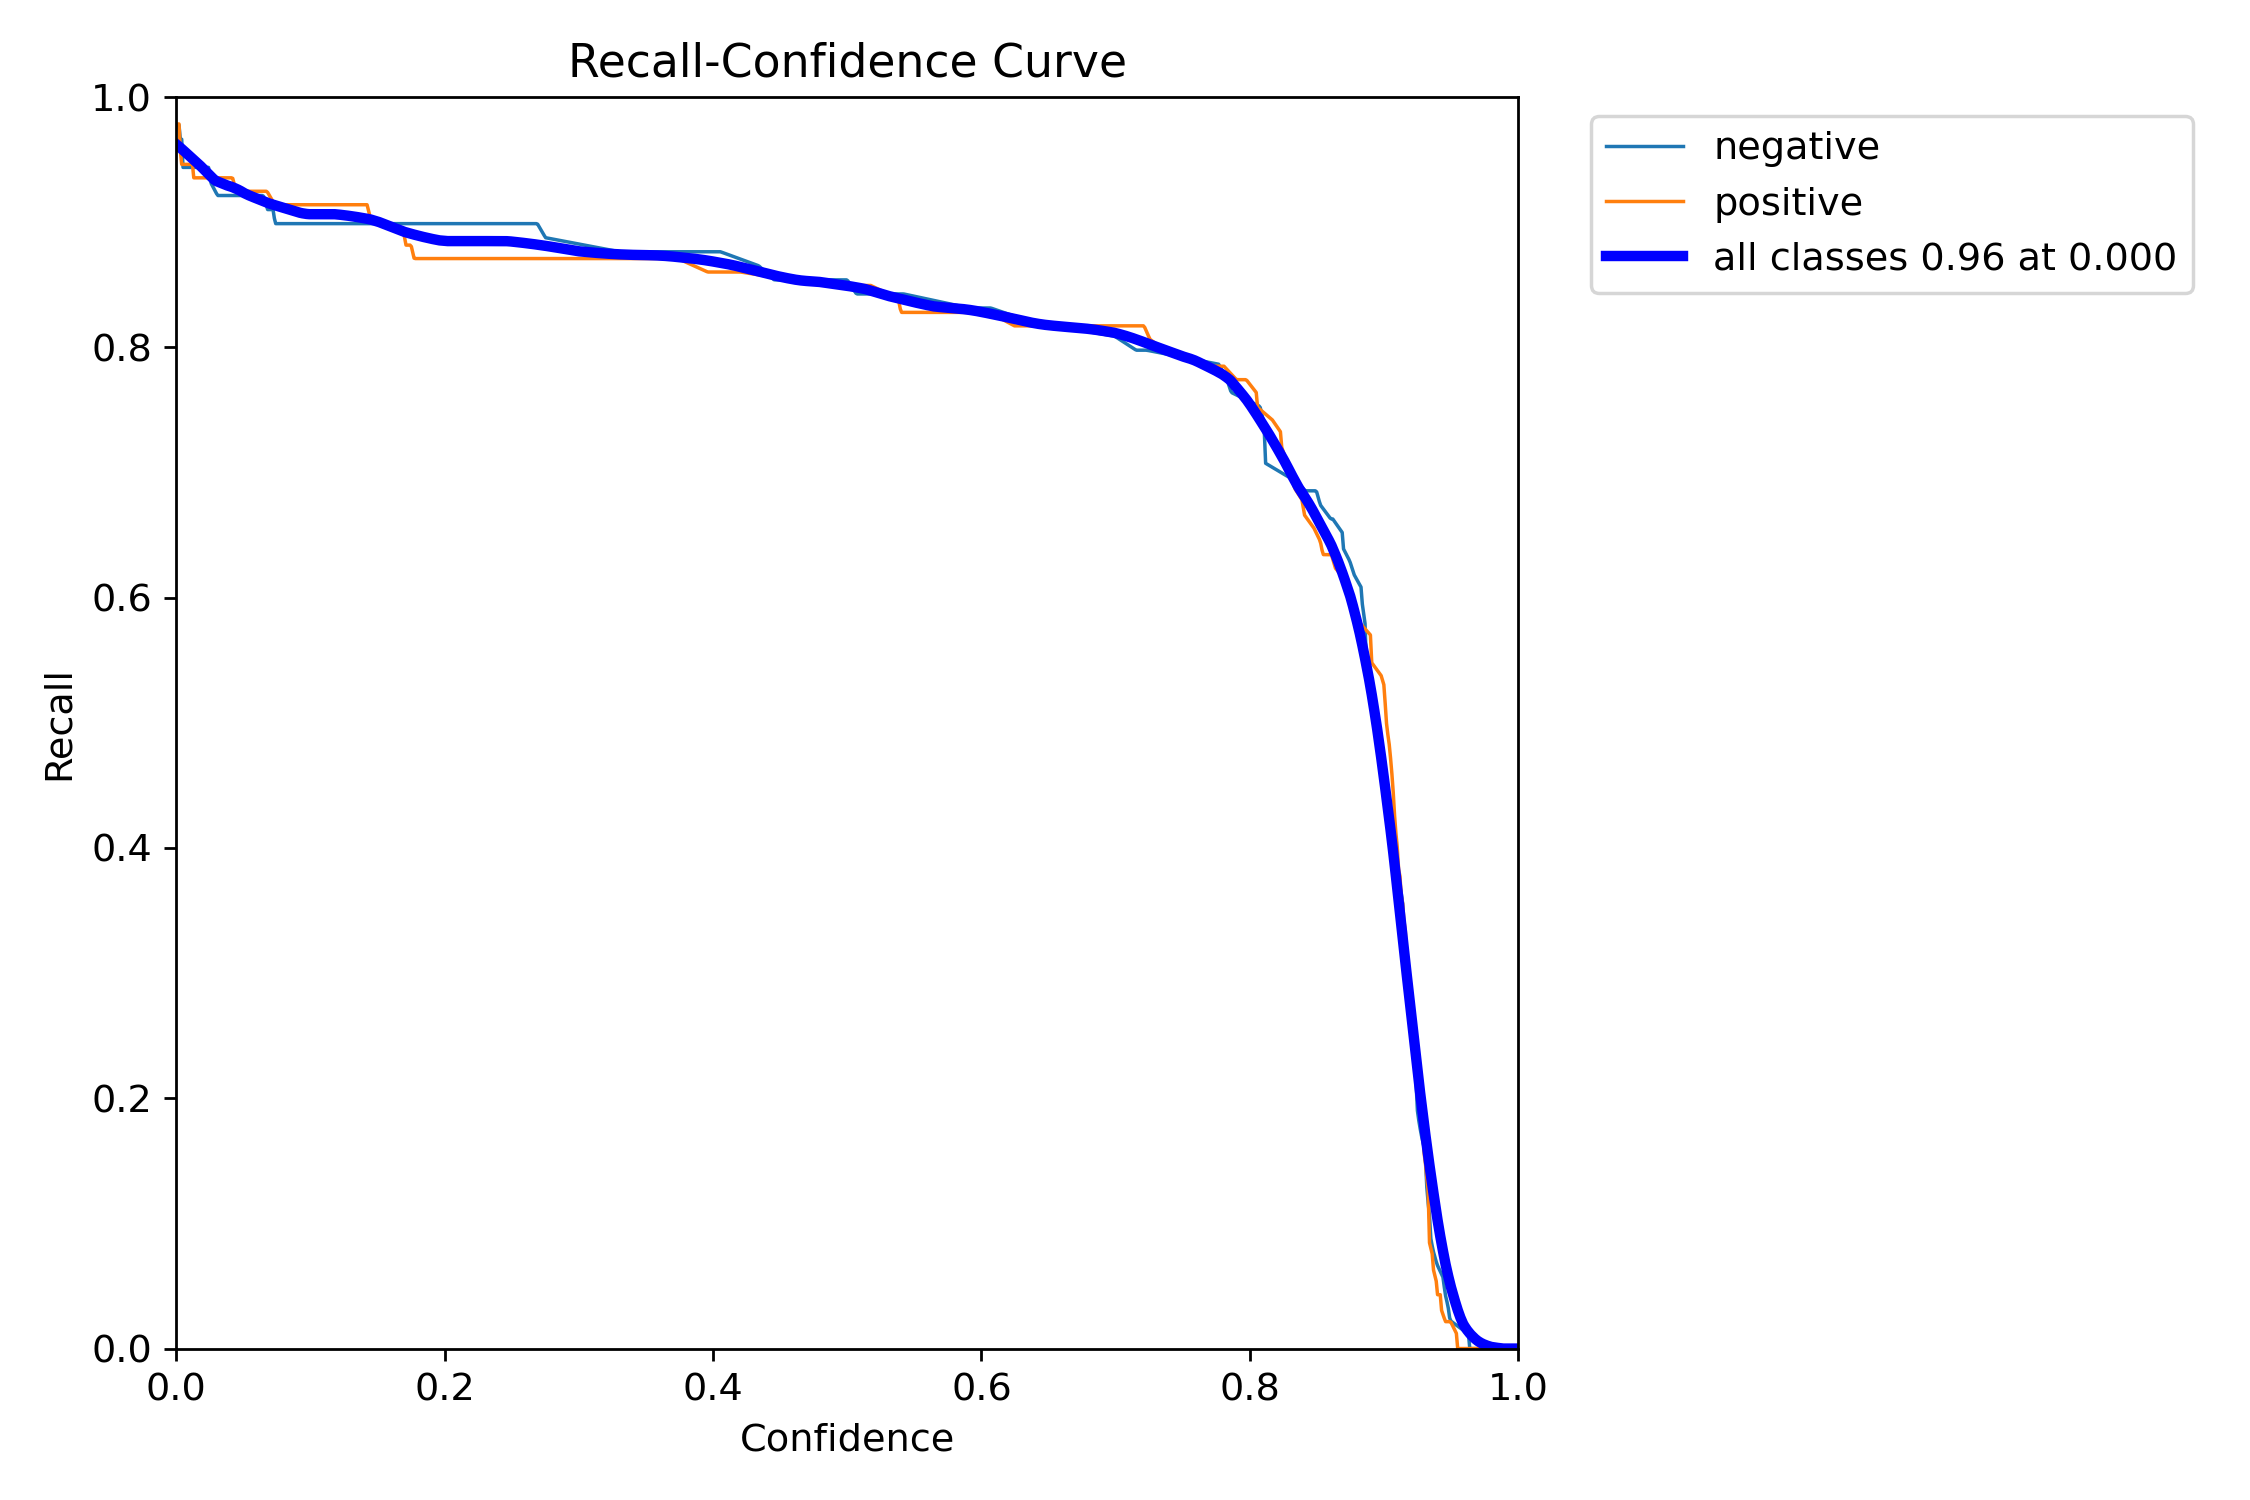 Recall-Confidence Curve
negative
positive
all classes 0.96 at 0.000
1.0
0.8
0.6
0.4
0.2
0.0
Recall
0.0 0.2 0.4 0.6 0.8 1.0
Confidence